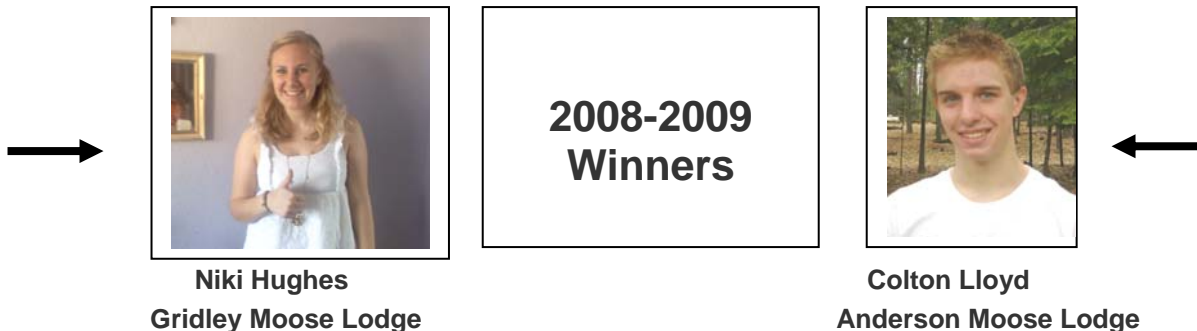 2008-2009
Winners
Niki Hughes
Gridley Moose Lodge
Colton Lloyd
Anderson Moose Lodge